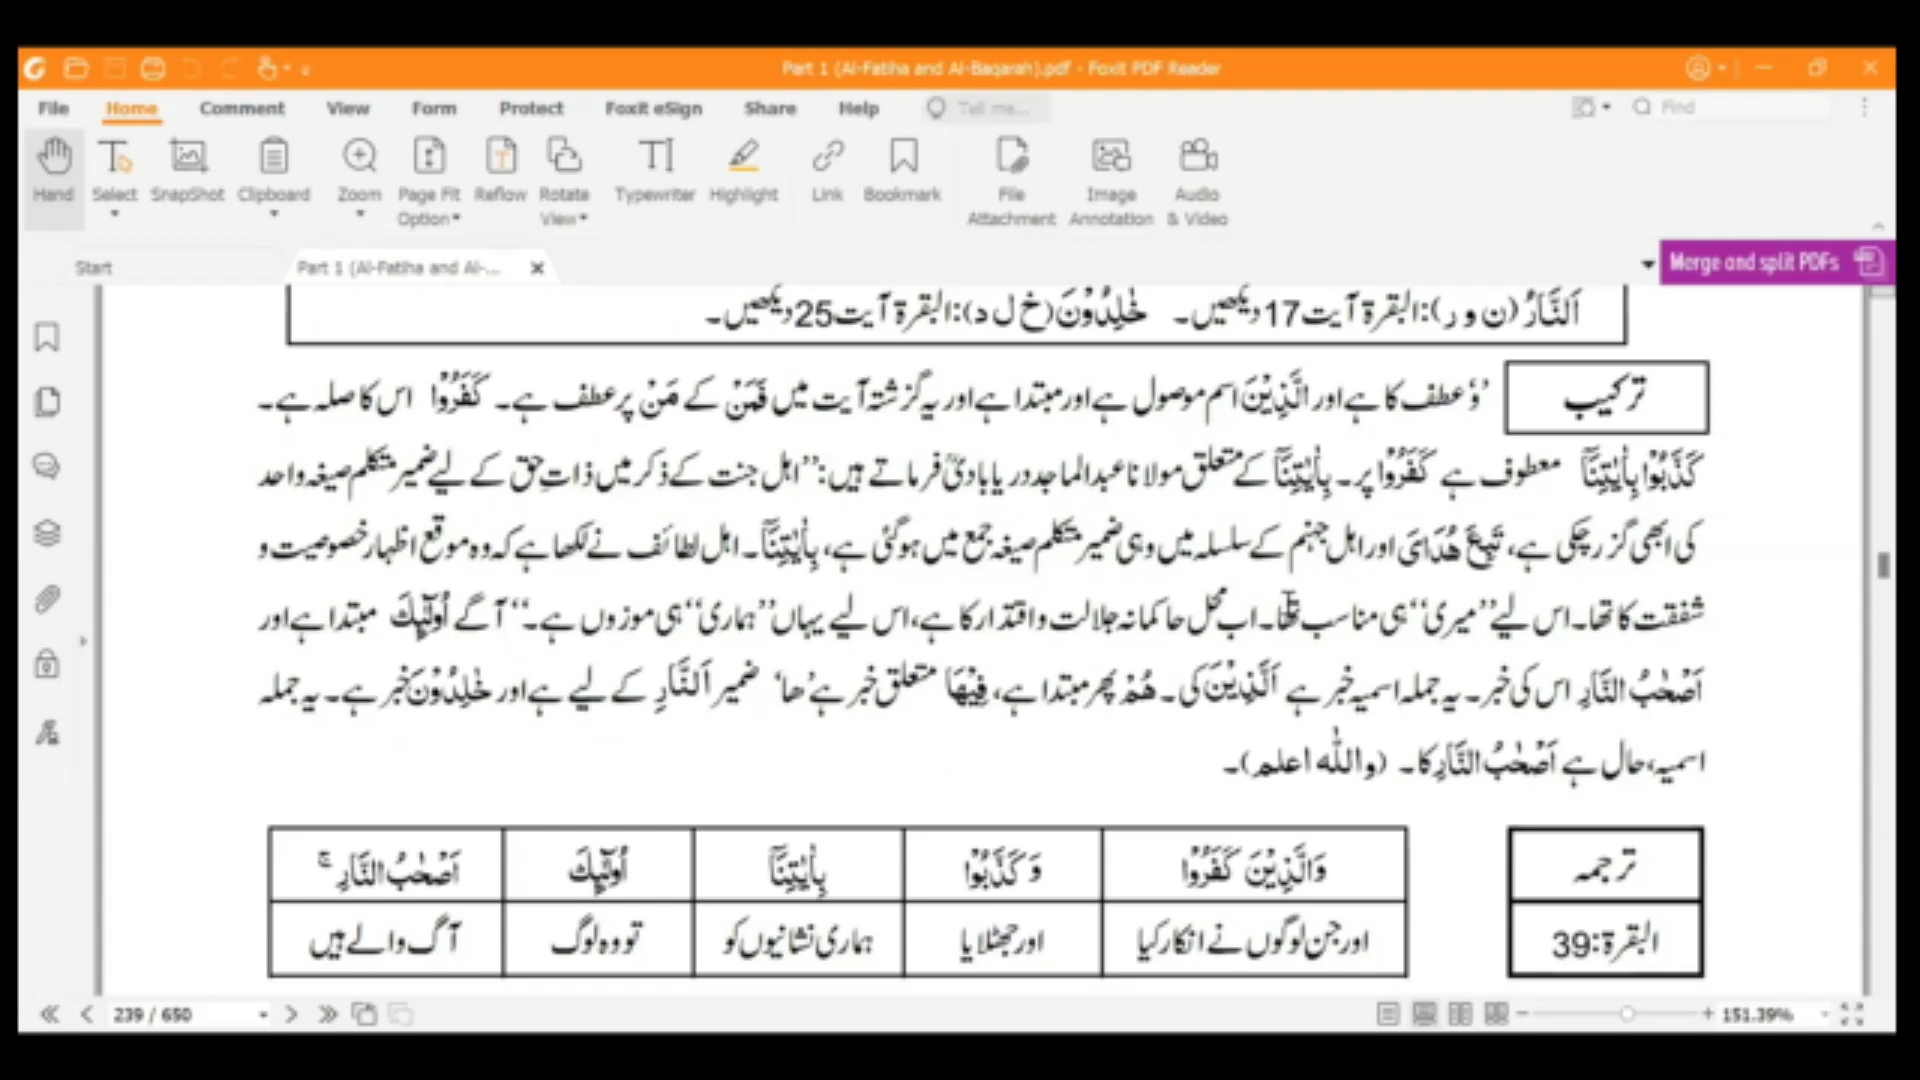 Part 1 (Al-Fatiha and Al-Baqarah).pdf - Foxit PDF Reader
File Home Comment View Form Protect Foxit eSign Share Help Tell me... Find
Hand Select SnapShot Clipboard Zoom Page Fit Option Reflow Rotate View Typewriter Highlight Link Bookmark File Attachment Image Annotation Audio & Video
Start Part 1 (Al-Fatiha and Al-... Merge and split PDFs
اَلنَّارُ (ن و ر): البقرۃ آیت 17 دیکھیں۔ خٰلِدُوْنَ (خ ل د): البقرۃ آیت 25 دیکھیں۔
ترکیب
’وَ‘ عطف کا ہے اور الَّذِیْنَ اسم موصول ہے اور مبتدا ہے اور یہ گزشتہ آیت میں فَمَنْ کے مَنْ پر عطف ہے۔ كَفَرُوْا اس کا صلہ ہے۔
كَذَّبُوْا بِاٰیٰتِنَاۤ معطوف ہے كَفَرُوْا پر۔ بِاٰیٰتِنَاۤ کے متعلق مولانا عبدالماجد دریابادیؒ فرماتے ہیں: ’’اہل جنت کے ذکر میں ذاتِ حق کے لیے ضمیر متکلم صیغہ واحد
کی ابھی گزر چکی ہے، تَبِعَ هُدَایَ اور اہل جہنم کے سلسلہ میں وہی ضمیر متکلم صیغہ جمع میں ہو گئی ہے، بِاٰیٰتِنَاۤ۔ اہل لطائف نے لکھا ہے کہ وہ موقع اظہار خصوصیت و
شفقت کا تھا۔ اس لیے ’’میری‘‘ ہی مناسب تھا۔ اب محل حاکمانہ جلالت و اقتدار کا ہے، اس لیے یہاں ’’ہماری‘‘ ہی موزوں ہے۔‘‘ آگے اُولٰٓىِٕكَ مبتدا ہے اور
اَصْحٰبُ النَّارِ اس کی خبر۔ یہ جملہ اسمیہ خبر ہے اَلَّذِیْنَ کی۔ هُمْ پھر مبتدا ہے، فِیْهَا متعلق خبر ہے ’ها‘ ضمیر اَلنَّارِ کے لیے ہے اور خٰلِدُوْنَ خبر ہے۔ یہ جملہ
اسمیہ، حال ہے اَصْحٰبُ النَّارِ کا۔ (واللّٰہ اعلم)۔
ترجمہ وَالَّذِیْنَ كَفَرُوْا وَ كَذَّبُوْا بِاٰیٰتِنَاۤ اُولٰٓىِٕكَ اَصْحٰبُ النَّارِ ۚ
البقرۃ:39 اور جن لوگوں نے انکار کیا اور جھٹلایا ہماری نشانیوں کو تو وہ لوگ آگ والے ہیں
239 / 650 151.39%